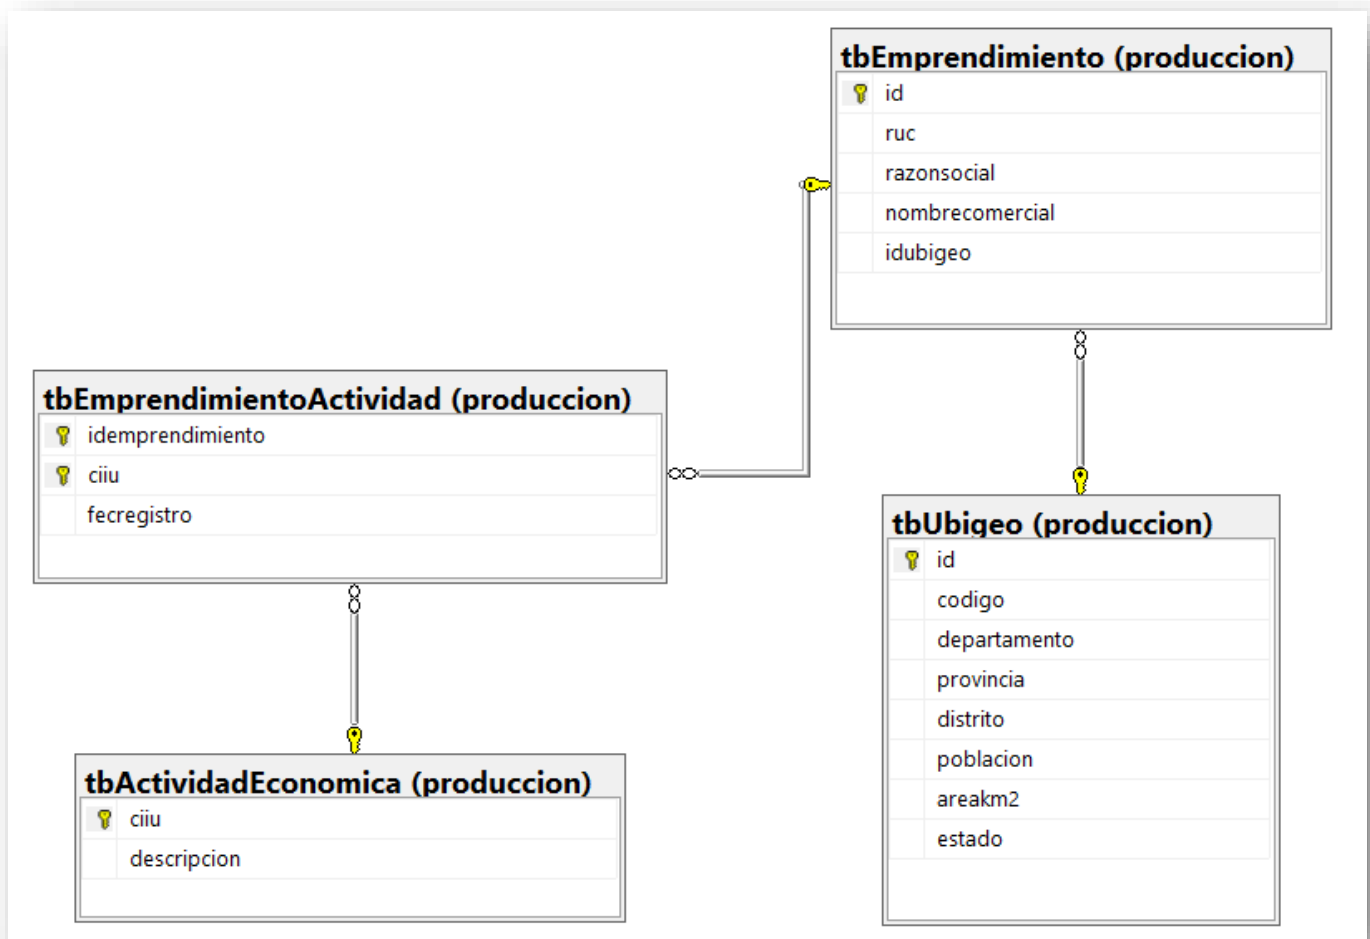 tbEmprendimiento (produccion)
id
ruc
razonsocial
nombrecomercial
idubigeo
tbEmprendimientoActividad (produccion)
idemprendimiento
ciiu
fecregistro
tbUbigeo (produccion)
id
codigo
departamento
provincia
distrito
poblacion
areakm2
estado
tbActividadEconomica (produccion)
ciiu
descripcion